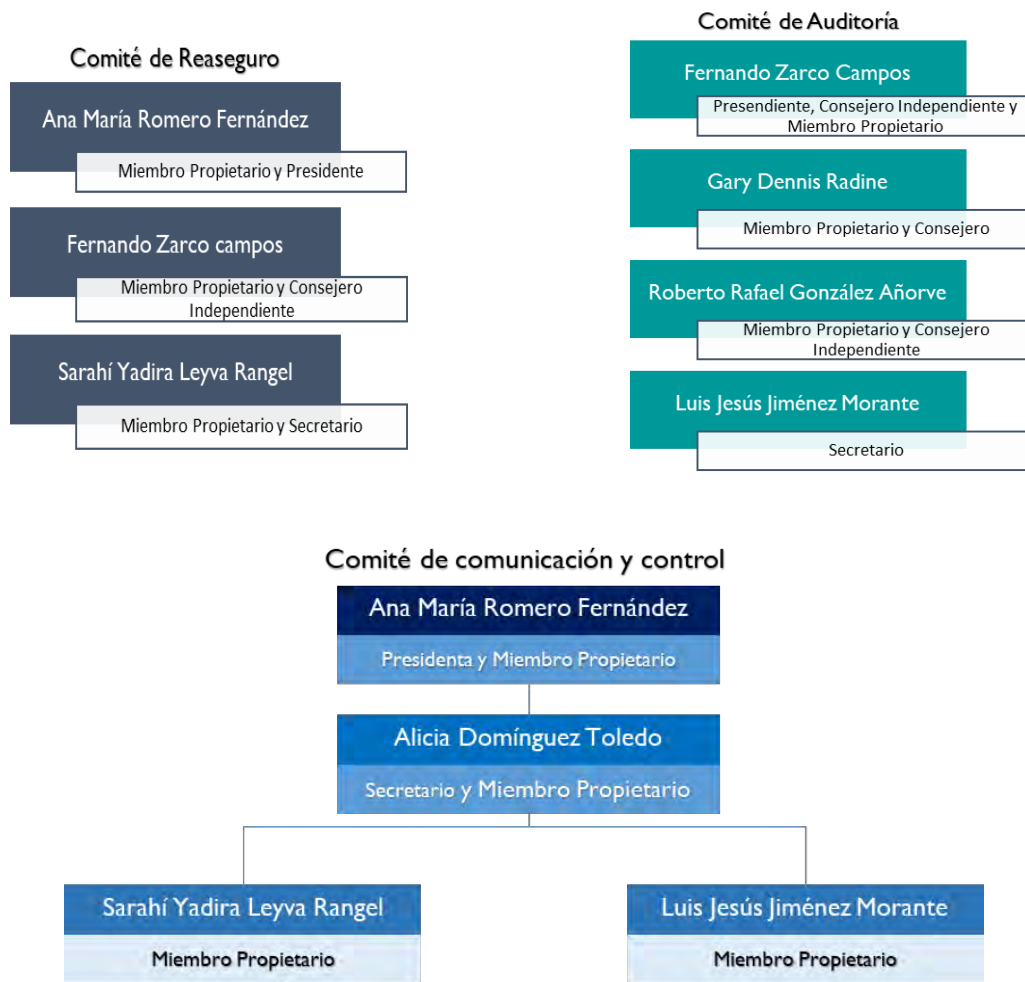 Comité de Reaseguro
Ana María Romero Fernández
Miembro Propietario y Presidente
Fernando Zarco campos
Miembro Propietario y Consejero
Independiente
Sarahí Yadira Leyva Rangel
Miembro Propietario y Secretario
Comité de Auditoría
Fernando Zarco Campos
Presendiente, Consejero Independiente y
Miembro Propietario
Gary Dennis Radine
Miembro Propietario y Consejero
Roberto Rafael González Añorve
Miembro Propietario y Consejero
Independiente
Luis Jesús Jiménez Morante
Secretario
Comité de comunicación y control
Ana María Romero Fernández
Presidenta y Miembro Propietario
Alicia Domínguez Toledo
Secretario y Miembro Propietario
Sarahí Yadira Leyva Rangel
Miembro Propietario
Luis Jesús Jiménez Morante
Miembro Propietario